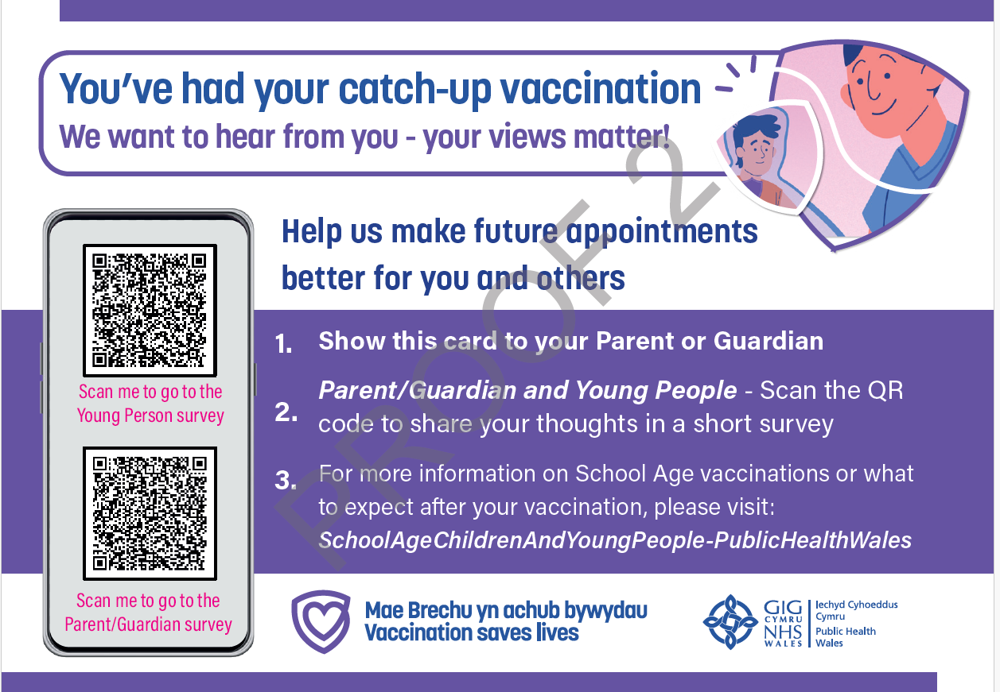 You've had your catch-up vaccination
We want to hear from you - your views matter!
Help us make future appointments
better for you and others
Scan me to go to the
Young Person survey
Scan me to go to the
Parent/Guardian survey
1. Show this card to your Parent or Guardian
2. Parent/Guardian and Young People - Scan the QR
code to share your thoughts in a short survey
3. For more information on School Age vaccinations or what
to expect after your vaccination, please visit:
SchoolAgeChildrenAndYoungPeople-PublicHealthWales
PROOF 2
Mae Brechu yn achub bywydau
Vaccination saves lives
GIG
CYMRU
NHS
WALES
Iechyd Cyhoeddus
Cymru
Public Health
Wales